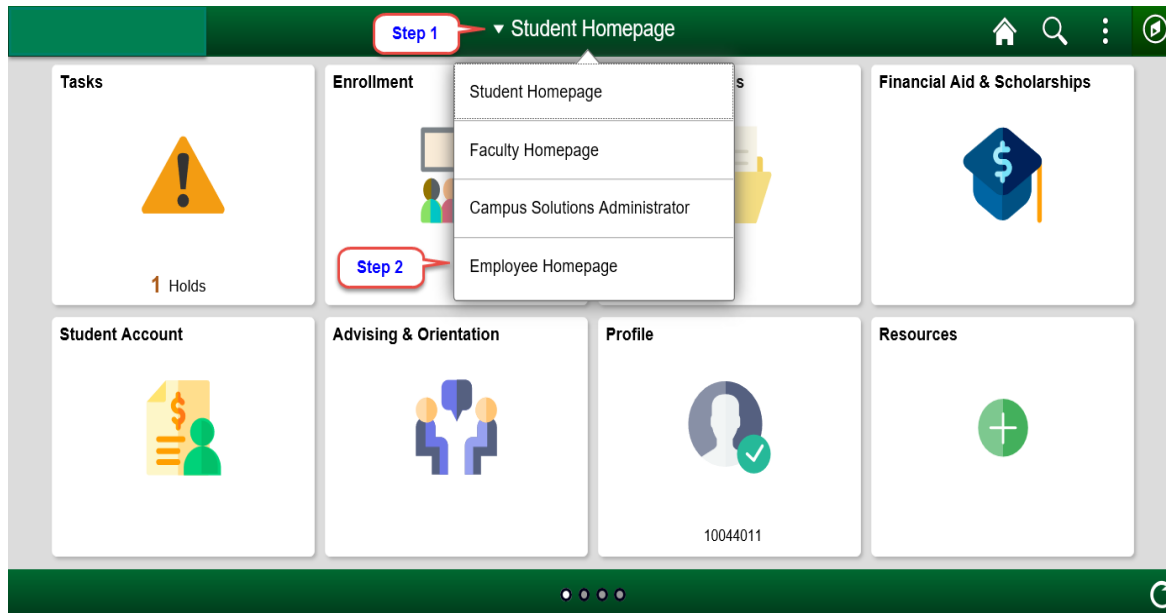 Step 1
Student Homepage
Tasks
Enrollment
s
Financial Aid & Scholarships
Student Homepage
Faculty Homepage
Campus Solutions Administrator
Step 2
Employee Homepage
1 Holds
Student Account
Advising & Orientation
Profile
Resources
10044011